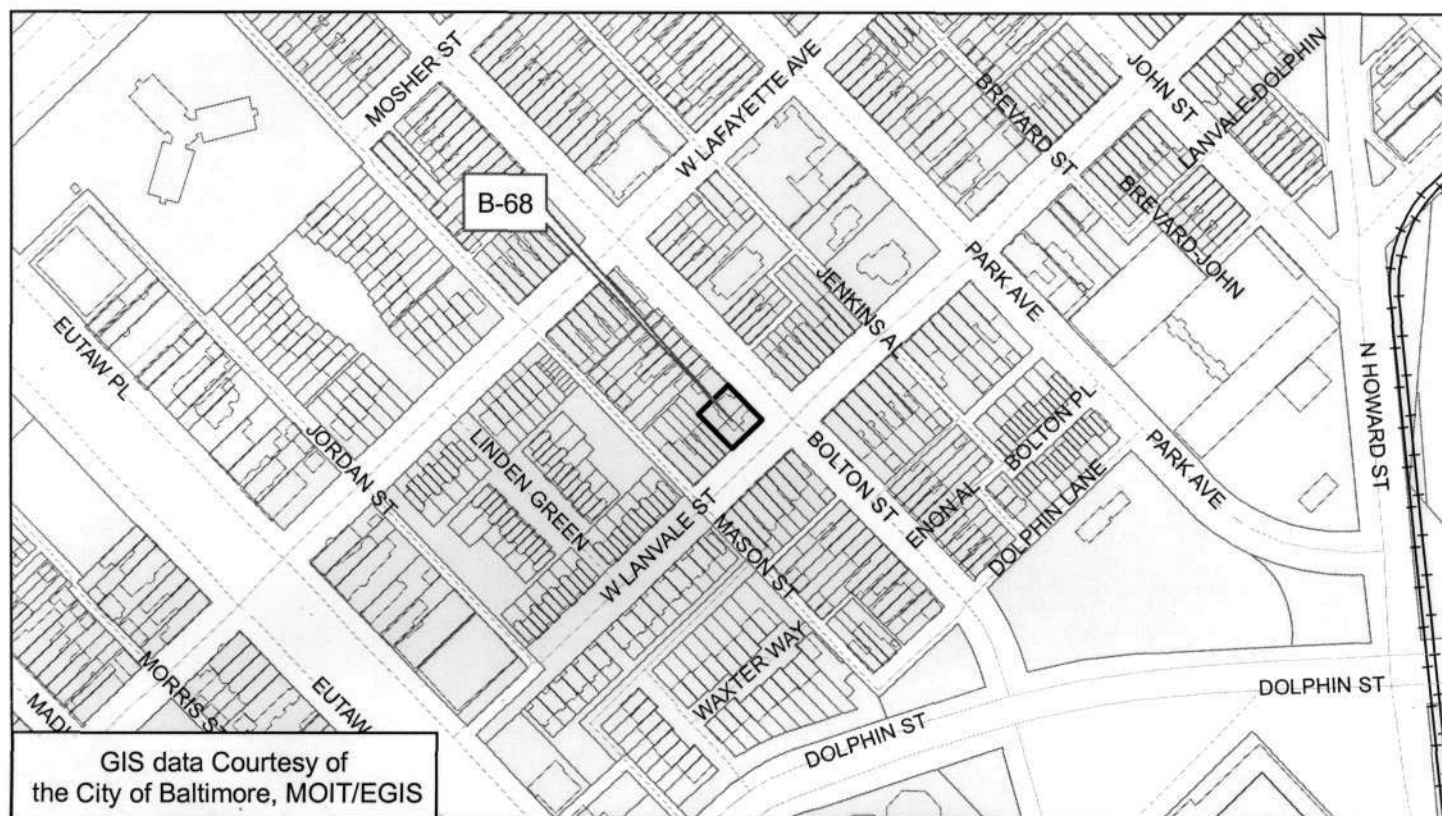 MOSHER ST
W LAFAYETTE AVE
JOHN ST
LANVALE-DOLPHIN
BREVARD ST
BREVARD-JOHN
B-68
PARK AVE
JENKINS AL
EUTAW PL
JORDAN ST
LINDEN GREEN
N HOWARD ST
BOLTON PL
BOLTON ST
ENON AL
DOLPHIN LANE
PARK AVE
W LANVALE ST
MASON ST
WAXTER WAY
MORRIS ST
EUTAW
DOLPHIN ST
DOLPHIN ST
GIS data Courtesy of
the City of Baltimore, MOIT/EGIS